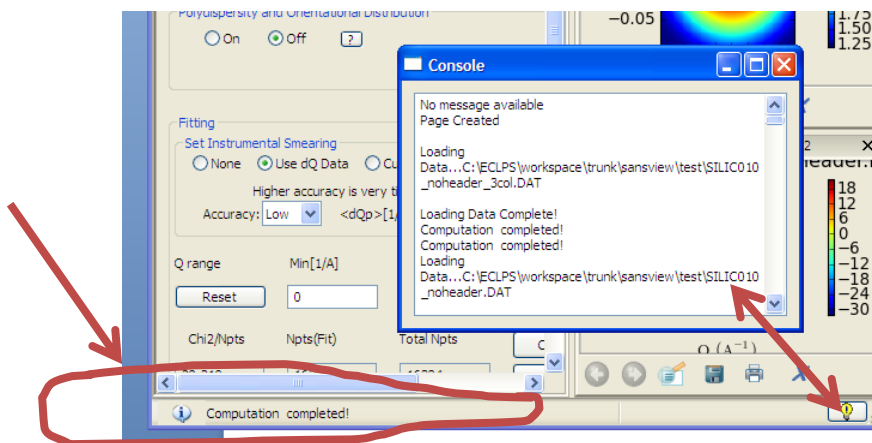 Polydispersity and Orientational Distribution
On
Off
?
Fitting
Set Instrumental Smearing
None
Use dQ Data
Higher accuracy is very
Accuracy:
Low
<dQp>[1/
Q range
Min[1/A]
Reset
0
Chi2/Npts
Npts(Fit)
Total Npts
Computation completed!
Console
No message available
Page Created
Loading
Data...C:\ECLPS\workspace\trunk\sansview\test\SILIC010
_noheader_3col.DAT
Loading Data Complete!
Computation completed!
Computation completed!
Loading
Data...C:\ECLPS\workspace\trunk\sansview\test\SILIC010
_noheader.DAT
−0.05
1.75
1.50
1.25
2
eader.
18
12
6
0
−6
−12
−18
−24
−30
Q (A⁻¹)